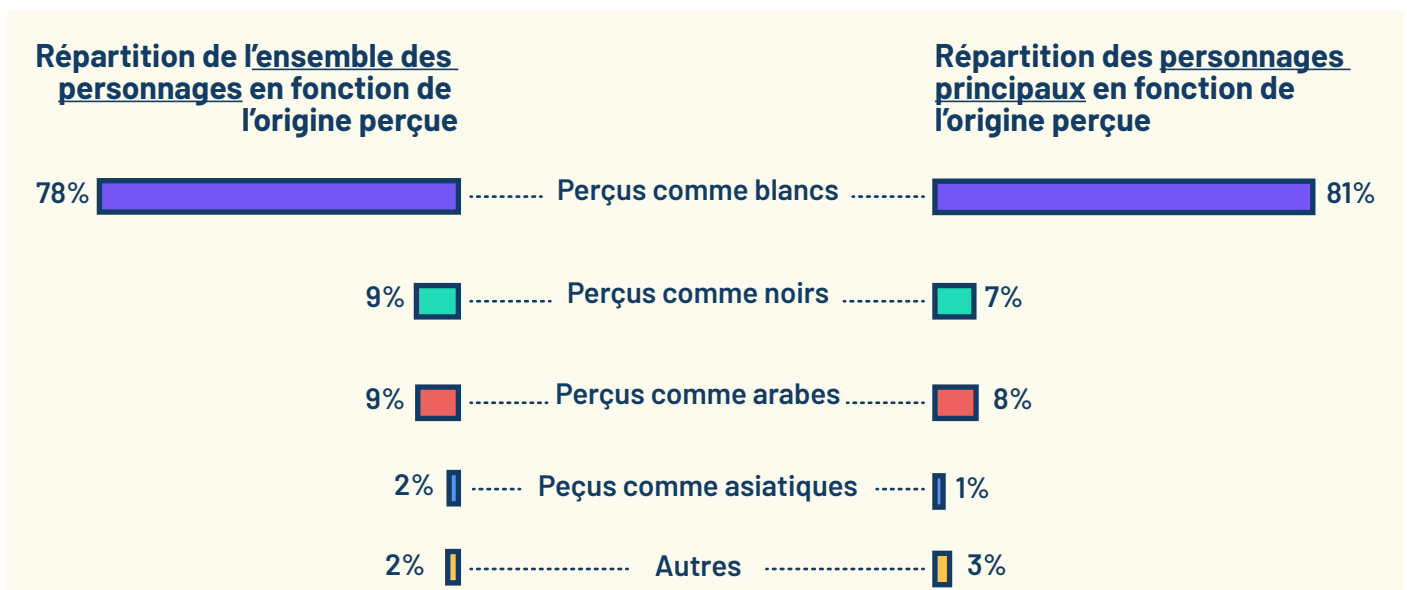 Répartition de l’ensemble des
personnages en fonction de
l’origine perçue
Répartition des personnages
principaux en fonction de
l’origine perçue
78% Perçus comme blancs 81%
9% Perçus comme noirs 7%
9% Perçus comme arabes 8%
2% Peçus comme asiatiques 1%
2% Autres 3%